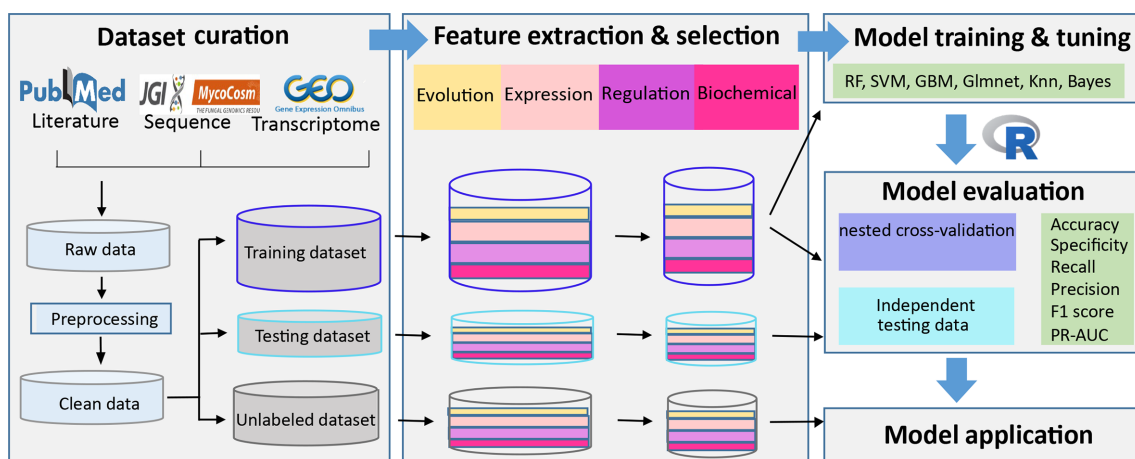 Dataset curation
PubMed
Literature
JGI
MycoCosm
THE FUNGAL GENOMICS RESOU
Sequence
GEO
Gene Expression Omnibus
Transcriptome
Raw data
Preprocessing
Clean data
Training dataset
Testing dataset
Unlabeled dataset
Feature extraction & selection
Evolution
Expression
Regulation
Biochemical
Model training & tuning
RF, SVM, GBM, Glmnet, Knn, Bayes
R
Model evaluation
nested cross-validation
Independent
testing data
Accuracy
Specificity
Recall
Precision
F1 score
PR-AUC
Model application